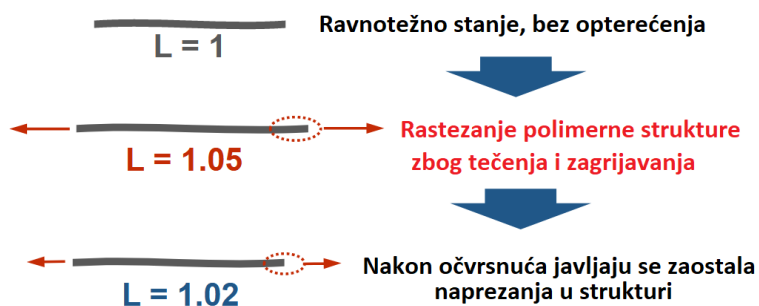 Ravnotežno stanje, bez opterećenja
L = 1
Rastezanje polimerne strukture
zbog tečenja i zagrijavanja
L = 1.05
Nakon očvrsnuća javljaju se zaostala
naprezanja u strukturi
L = 1.02